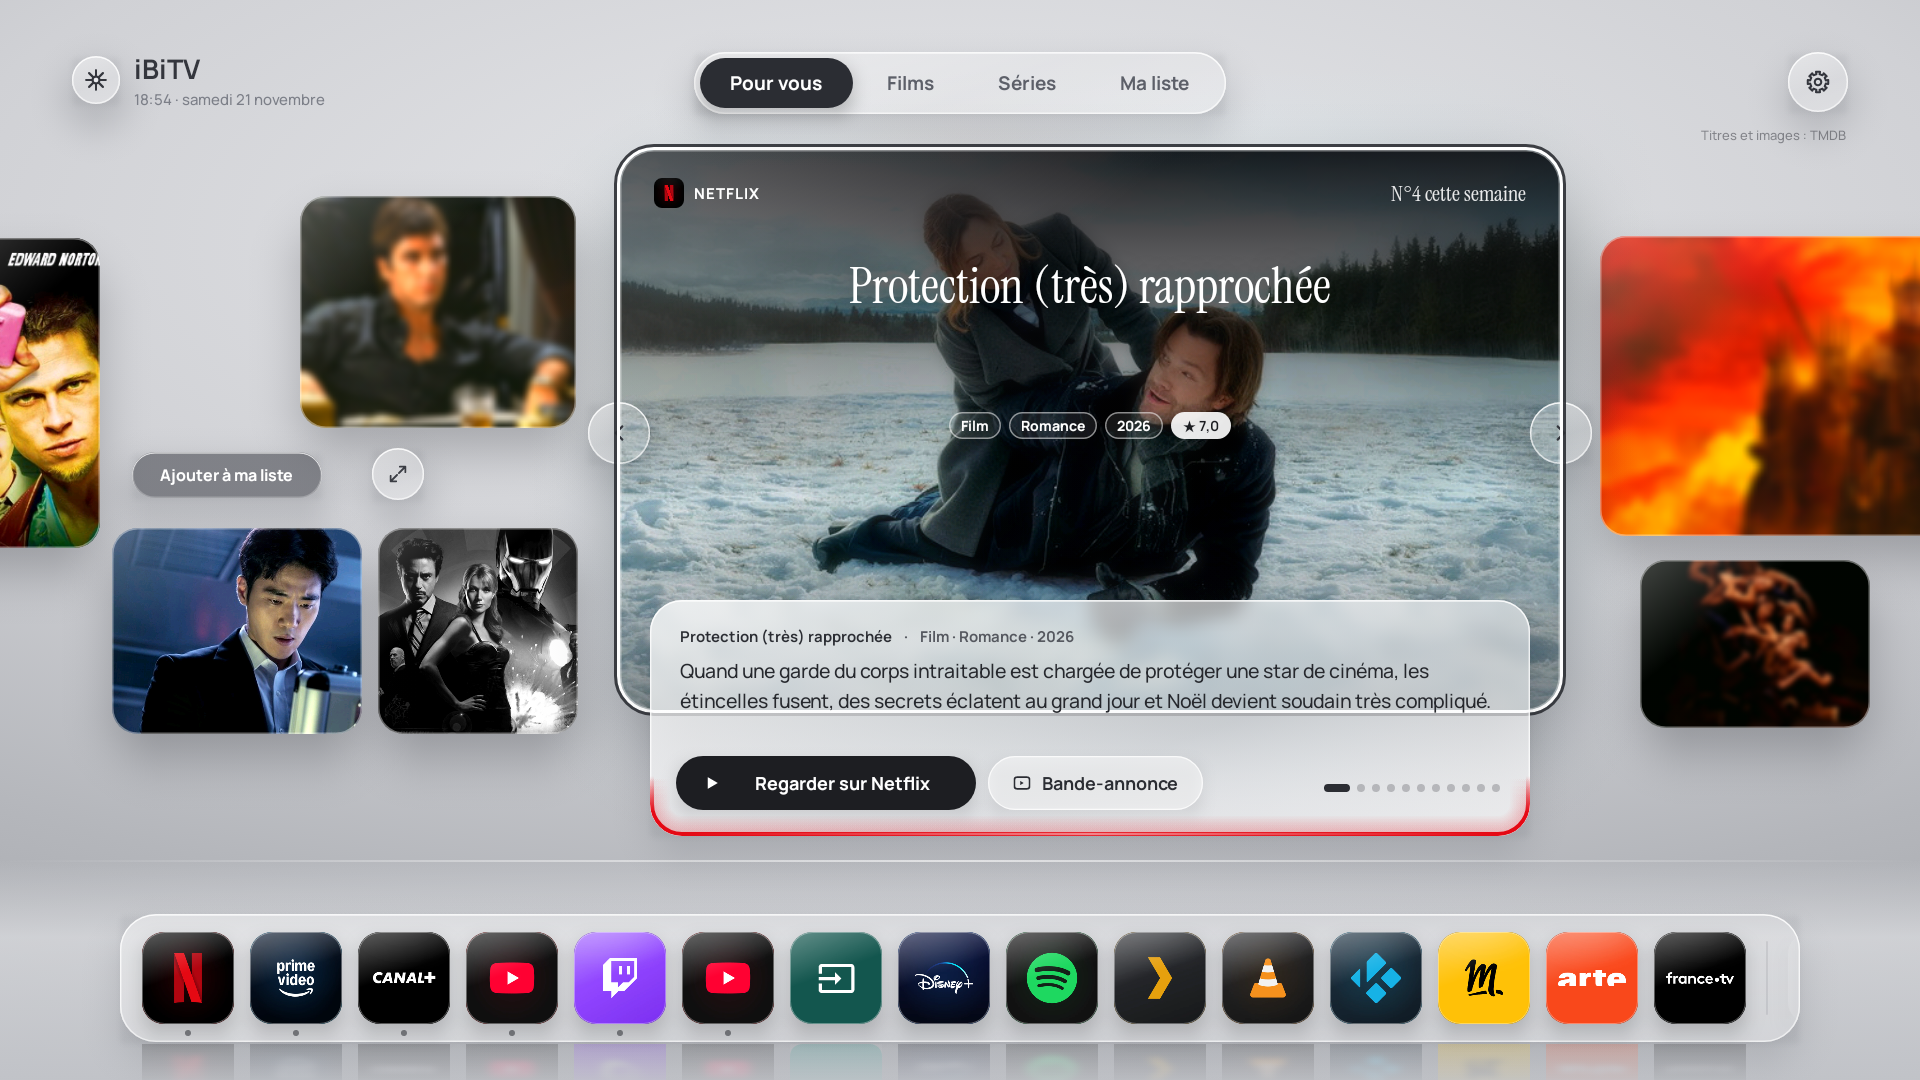 iBiTV
18:54 · samedi 21 novembre
Pour vous
Films
Séries
Ma liste
Titres et images : TMDB
EDWARD NORTON
NETFLIX
N°4 cette semaine
Protection (très) rapprochée
Film
Romance
2026
★ 7,0
Ajouter à ma liste
Protection (très) rapprochée · Film · Romance · 2026
Quand une garde du corps intraitable est chargée de protéger une star de cinéma, les
étincelles fusent, des secrets éclatent au grand jour et Noël devient soudain très compliqué.
Regarder sur Netflix
Bande-annonce
N
prime
video
CANAL+
Disney+
M.
arte
france•tv